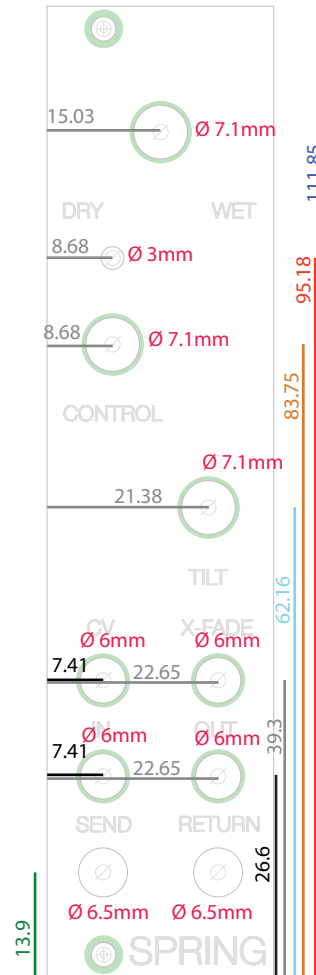 15.03
Ø 7.1mm
111.85
DRY
WET
8.68
Ø 3mm
95.18
8.68
Ø 7.1mm
83.75
CONTROL
Ø 7.1mm
21.38
TILT
62.16
CV
X-FADE
Ø 6mm
Ø 6mm
7.41
22.65
IN
OUT
39.3
Ø 6mm
Ø 6mm
7.41
22.65
SEND
RETURN
26.6
Ø 6.5mm
Ø 6.5mm
13.9
SPRING